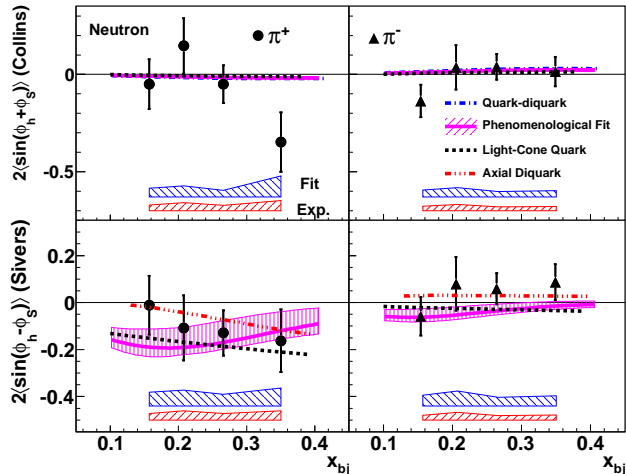 Neutron
π+
π-
2⟨sin(ϕh+ϕS)⟩ (Collins)
0
-0.5
Quark-diquark
Phenomenological Fit
Light-Cone Quark
Axial Diquark
Fit
Exp.
2⟨sin(ϕh-ϕS)⟩ (Sivers)
0.2
0
-0.2
-0.4
0.1 0.2 0.3 0.4 0.1 0.2 0.3 0.4
xbj xbj